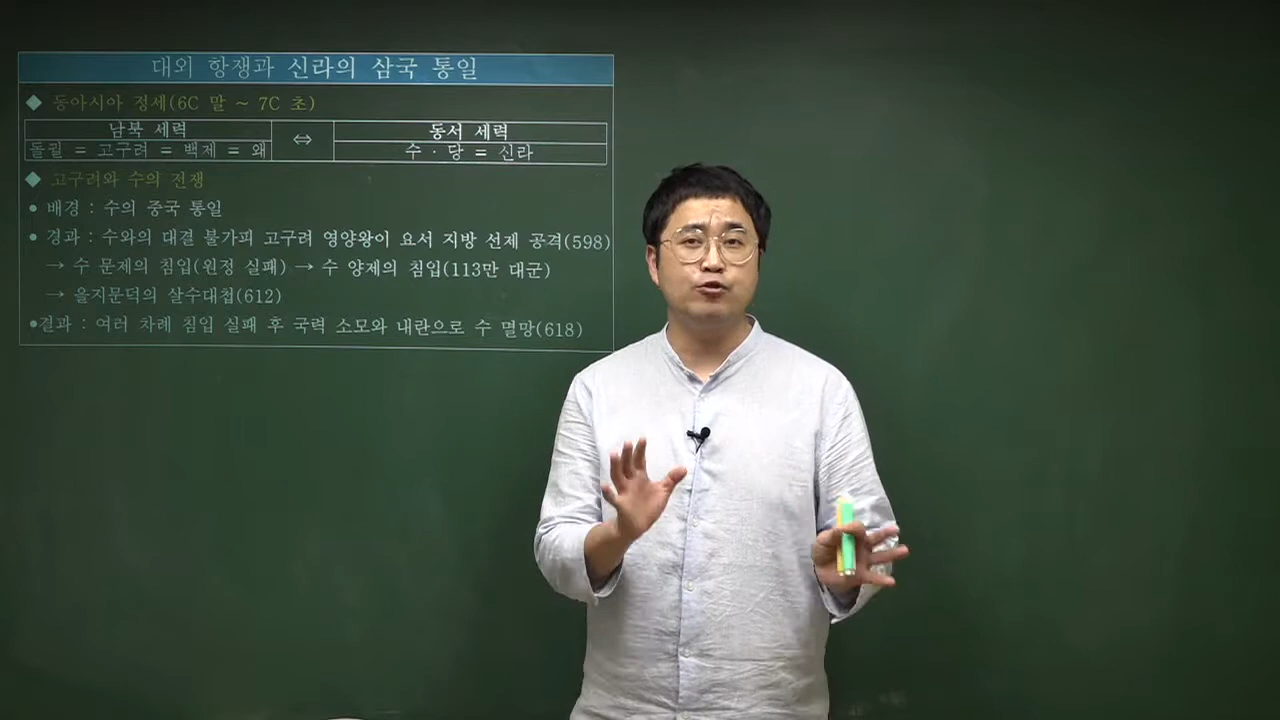 대외 항쟁과 신라의 삼국 통일
◆ 동아시아 정세(6C 말 ~ 7C 초)
남북 세력 ⇔ 동서 세력
돌궐 = 고구려 = 백제 = 왜 수 · 당 = 신라
◆ 고구려와 수의 전쟁
• 배경 : 수의 중국 통일
• 경과 : 수와의 대결 불가피 고구려 영양왕이 요서 지방 선제 공격(598)
→ 수 문제의 침입(원정 실패) → 수 양제의 침입(113만 대군)
→ 을지문덕의 살수대첩(612)
•결과 : 여러 차례 침입 실패 후 국력 소모와 내란으로 수 멸망(618)